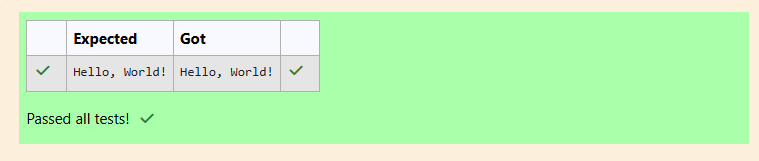 Expected Got
Hello, World! Hello, World!
Passed all tests!